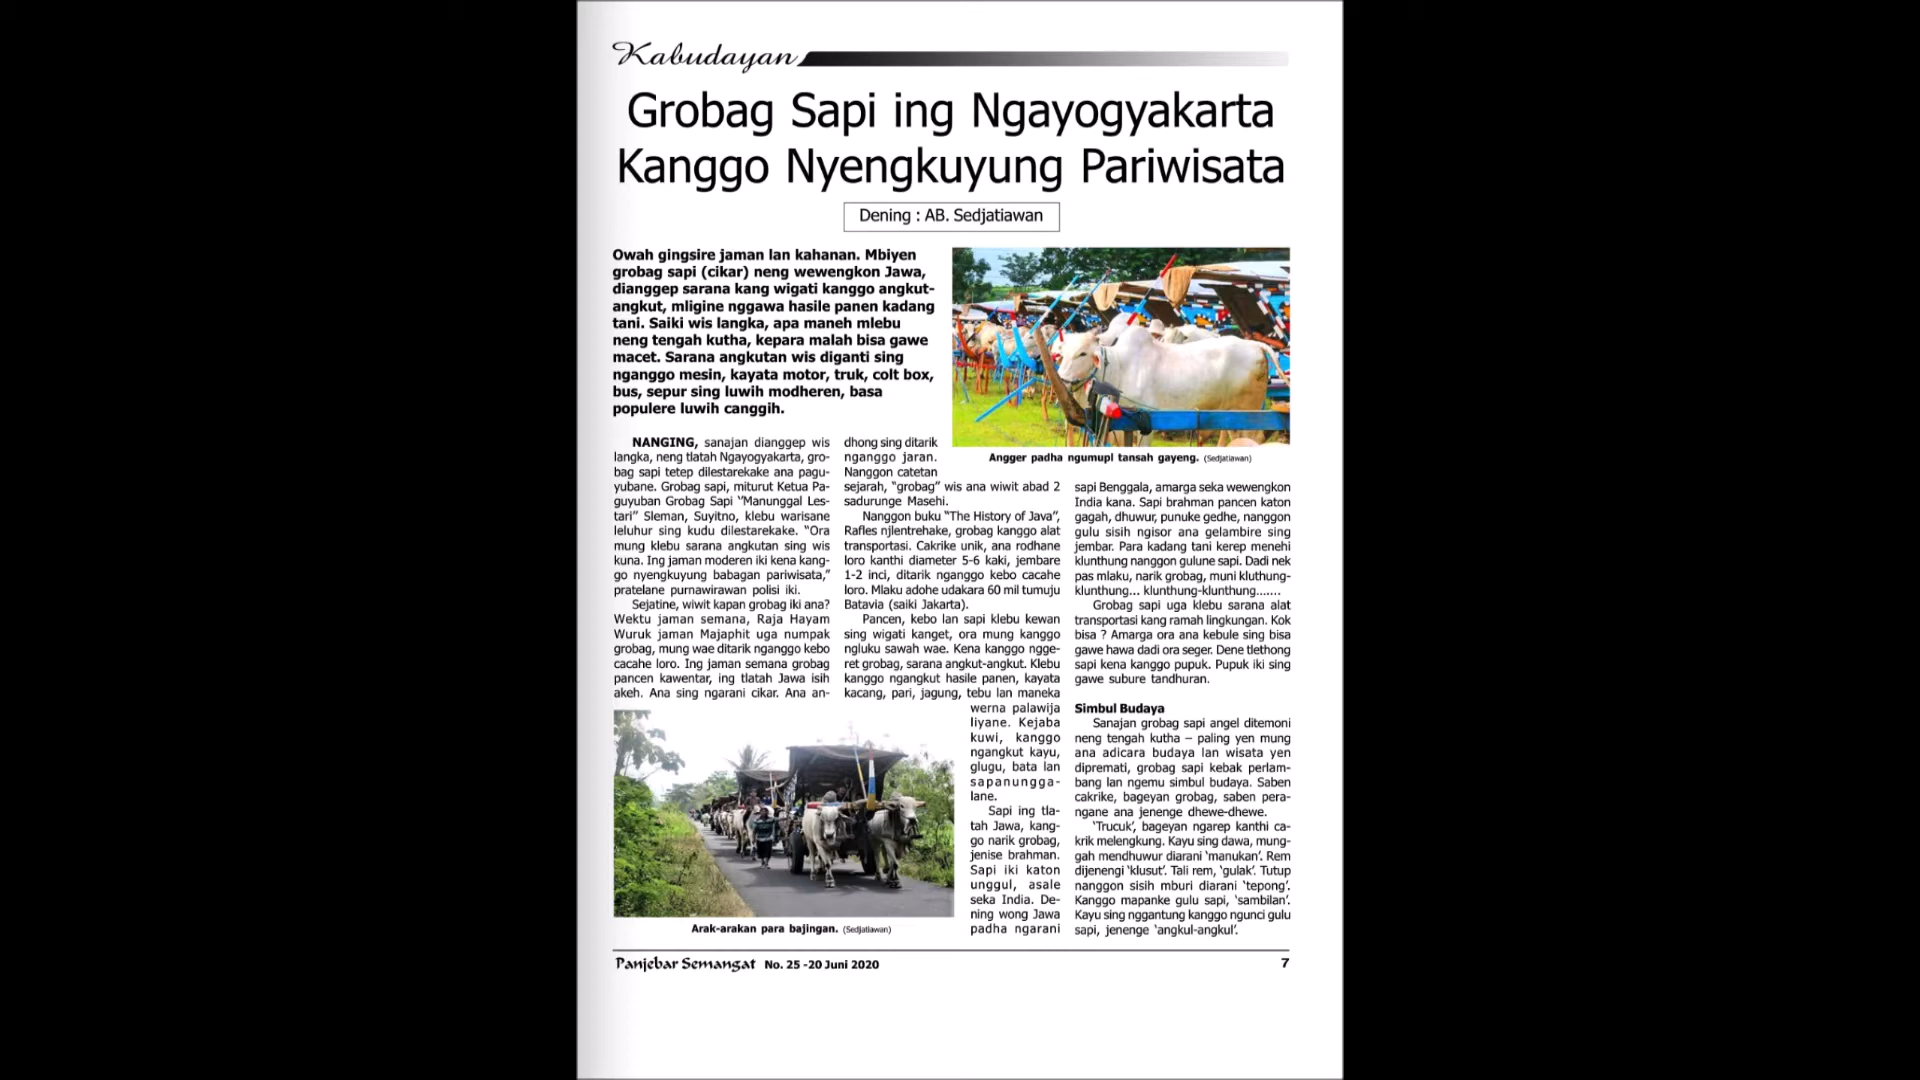 Kabudayan
Grobag Sapi ing Ngayogyakarta
Kanggo Nyengkuyung Pariwisata
Dening : AB. Sedjatiawan
Owah gingsire jaman lan kahanan. Mbiyen
grobag sapi (cikar) neng wewengkon Jawa,
dianggep sarana kang wigati kanggo angkut-
angkut, mligine nggawa hasile panen kadang
tani. Saiki wis langka, apa maneh mlebu
neng tengah kutha, kepara malah bisa gawe
macet. Sarana angkutan wis diganti sing
nganggo mesin, kayata motor, truk, colt box,
bus, sepur sing luwih modheren, basa
populere luwih canggih.
Angger padha ngumupl tansah gayeng. (Sedjatiawan)
NANGING, sanajan dianggep wis
langka, neng tlatah Ngayogyakarta, gro-
bag sapi tetep dilestarekake ana pagu-
yubane. Grobag sapi, miturut Ketua Pa-
guyuban Grobag Sapi “Manunggal Les-
tari” Sleman, Suyitno, klebu warisane
leluhur sing kudu dilestarekake. “Ora
mung klebu sarana angkutan sing wis
kuna. Ing jaman moderen iki kena kang-
go nyengkuyung babagan pariwisata,”
pratelane purnawirawan polisi iki.
Sejatine, wiwit kapan grobag iki ana?
Wektu jaman semana, Raja Hayam
Wuruk jaman Majaphit uga numpak
grobag, mung wae ditarik nganggo kebo
cacahe loro. Ing jaman semana grobag
pancen kawentar, ing tlatah Jawa isih
akeh. Ana sing ngarani cikar. Ana an-
dhong sing ditarik
nganggo jaran.
Nanggon catetan
sejarah, “grobag” wis ana wiwit abad 2
sadurunge Masehi.
Nanggon buku “The History of Java”,
Rafles njlentrehake, grobag kanggo alat
transportasi. Cakrike unik, ana rodhane
loro kanthi diameter 5-6 kaki, jembare
1-2 inci, ditarik nganggo kebo cacahe
loro. Mlaku adohe udakara 60 mil tumuju
Batavia (saiki Jakarta).
Pancen, kebo lan sapi klebu kewan
sing wigati kanget, ora mung kanggo
ngluku sawah wae. Kena kanggo ngge-
ret grobag, sarana angkut-angkut. Klebu
kanggo ngangkut hasile panen, kayata
kacang, pari, jagung, tebu lan maneka
werna palawija
liyane. Kejaba
kuwi, kanggo
ngangkut kayu,
glugu, bata lan
sapanungga-
lane.
Sapi ing tla-
tah Jawa, kang-
go narik grobag,
jenise brahman.
Sapi iki katon
unggul, asale
seka India. De-
ning wong Jawa
padha ngarani
sapi Benggala, amarga seka wewengkon
India kana. Sapi brahman pancen katon
gagah, dhuwur, punuke gedhe, nanggon
gulu sisih ngisor ana gelambire sing
jembar. Para kadang tani kerep menehi
klunthung nanggon gulune sapi. Dadi nek
pas mlaku, narik grobag, muni kluthung-
klunthung... klunthung-klunthung.......
Grobag sapi uga klebu sarana alat
transportasi kang ramah lingkungan. Kok
bisa ? Amarga ora ana kebule sing bisa
gawe hawa dadi ora seger. Dene tlethong
sapi kena kanggo pupuk. Pupuk iki sing
gawe subure tandhuran.
Simbul Budaya
Sanajan grobag sapi angel ditemoni
neng tengah kutha – paling yen mung
ana adicara budaya lan wisata yen
dipremati, grobag sapi kebak perlam-
bang lan ngemu simbul budaya. Saben
cakrike, bageyan grobag, saben pera-
ngane ana jenenge dhewe-dhewe.
‘Trucuk’, bageyan ngarep kanthi ca-
krik melengkung. Kayu sing dawa, mung-
gah mendhuwur diarani ‘manukan’. Rem
dijenengi ‘klusut’. Tali rem, ‘gulak’. Tutup
nanggon sisih mburi diarani ‘tepong’.
Kanggo mapanke gulu sapi, ‘sambilan’.
Kayu sing nggantung kanggo ngunci gulu
sapi, jenenge ‘angkul-angkul’.
Arak-arakan para bajingan. (Sedjatiawan)
Panjebar Semangat No. 25 -20 Juni 2020
7